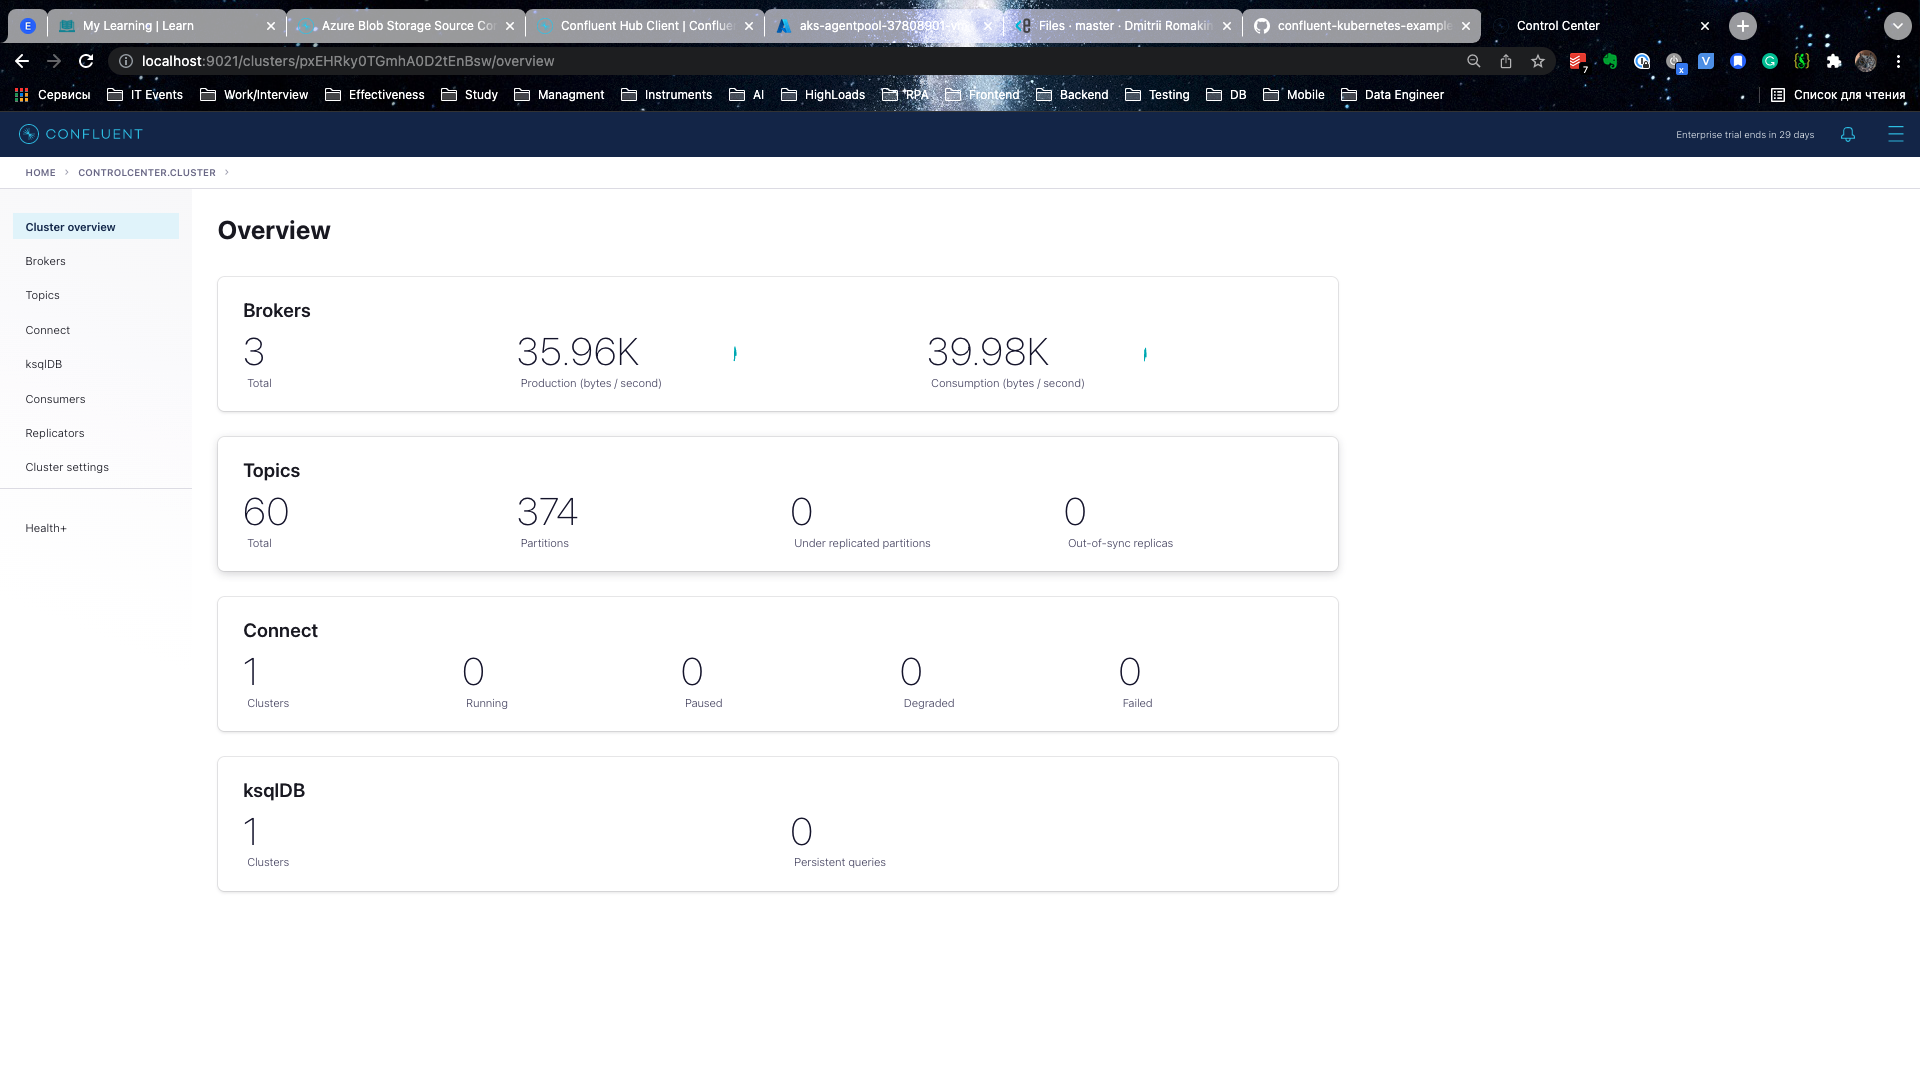 E
My Learning | Learn
Azure Blob Storage Source Co
Confluent Hub Client | Conflue
aks-agentpool-37808901-v
Files · master · Dmitrii Romakin
confluent-kubernetes-example
Control Center
localhost:9021/clusters/pxEHRky0TGmhA0D2tEnBsw/overview
7
x
V
G
Сервисы
IT Events
Work/Interview
Effectiveness
Study
Managment
Instruments
AI
HighLoads
RPA
Frontend
Backend
Testing
DB
Mobile
Data Engineer
Список для чтения
CONFLUENT
Enterprise trial ends in 29 days
HOME
CONTROLCENTER.CLUSTER
Cluster overview
Brokers
Topics
Connect
ksqlDB
Consumers
Replicators
Cluster settings
Health+
Overview
Brokers
3
35.96K
39.98K
Total
Production (bytes / second)
Consumption (bytes / second)
Topics
60
374
0
0
Total
Partitions
Under replicated partitions
Out-of-sync replicas
Connect
1
0
0
0
0
Clusters
Running
Paused
Degraded
Failed
ksqlDB
1
0
Clusters
Persistent queries